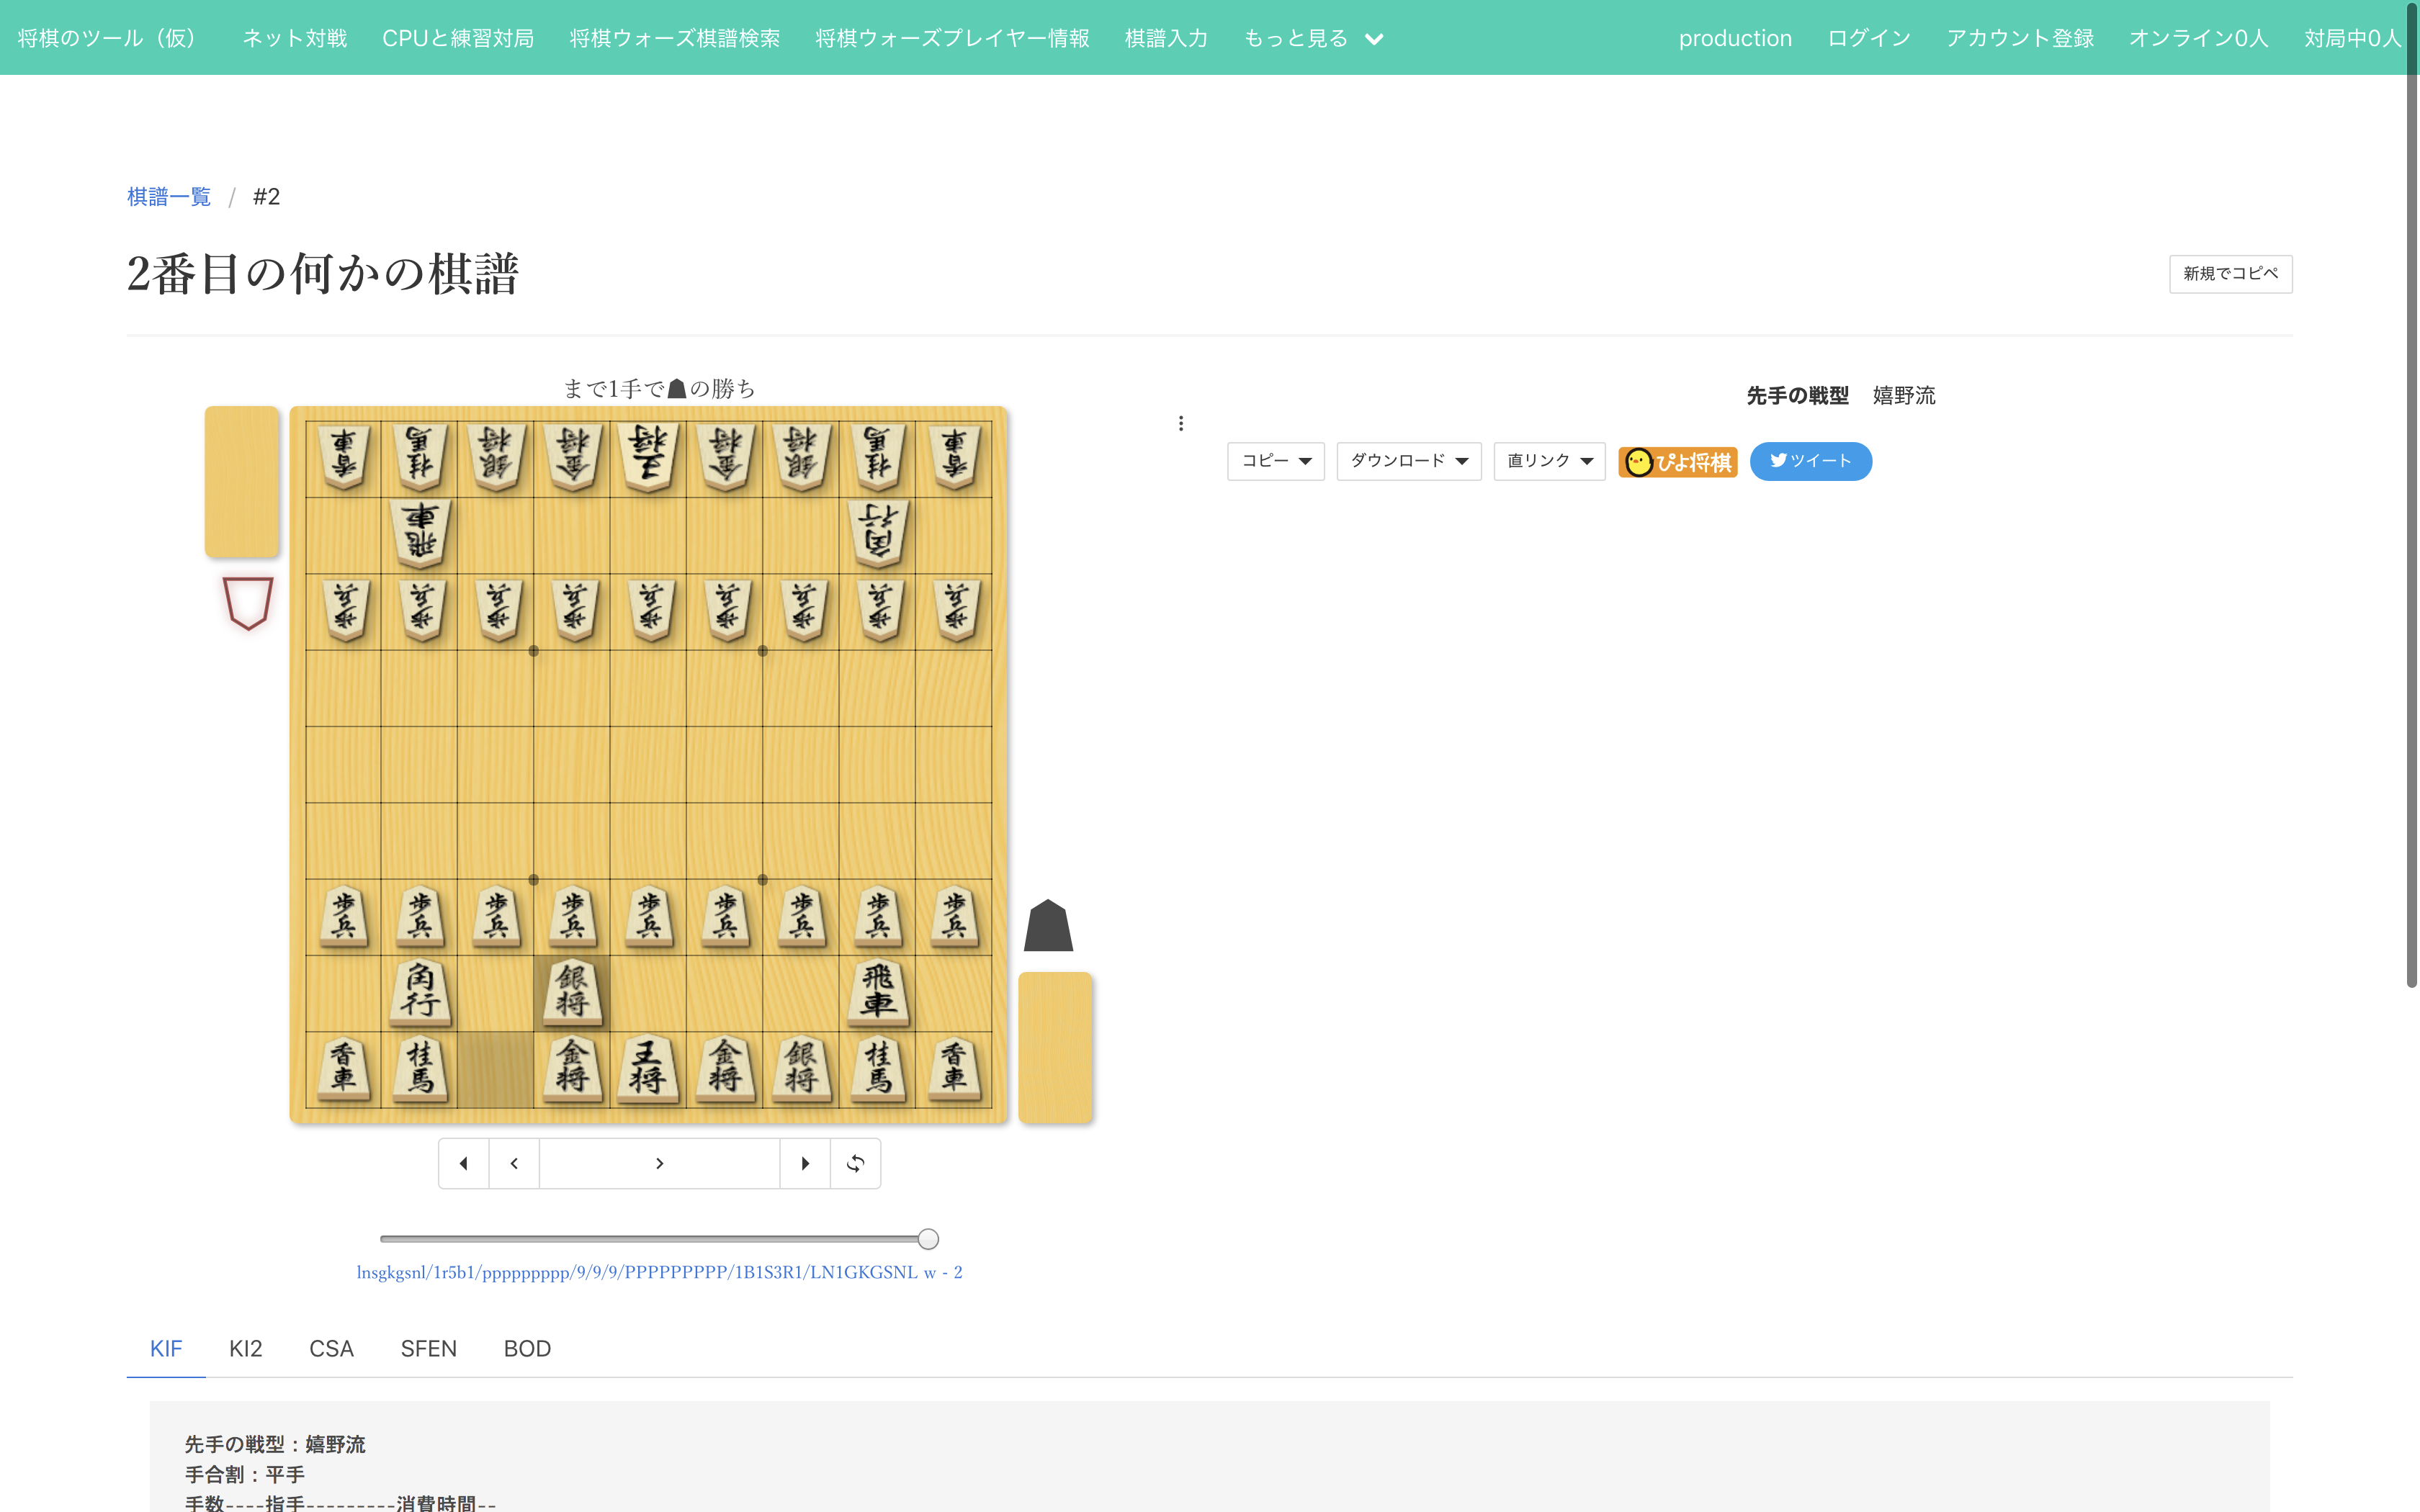 将棋のツール（仮） ネット対戦 CPUと練習対局 将棋ウォーズ棋譜検索 将棋ウォーズプレイヤー情報 棋譜入力 もっと見る production ログイン アカウント登録 オンライン0人 対局中0人
棋譜一覧 / #2
2番目の何かの棋譜
新規でコピペ
まで1手で☗の勝ち
香車 桂馬 銀将 金将 王将 金将 銀将 桂馬 香車
飛車 角行
歩兵 歩兵 歩兵 歩兵 歩兵 歩兵 歩兵 歩兵 歩兵
歩兵 歩兵 歩兵 歩兵 歩兵 歩兵 歩兵 歩兵 歩兵
角行 銀将 飛車
香車 桂馬 金将 王将 金将 銀将 桂馬 香車
lnsgkgsnl/1r5b1/ppppppppp/9/9/9/PPPPPPPPP/1B1S3R1/LN1GKGSNL w - 2
先手の戦型 嬉野流
コピー ダウンロード 直リンク ぴよ将棋 ツイート
KIF KI2 CSA SFEN BOD
先手の戦型：嬉野流
手合割：平手
手数----指手---------消費時間--